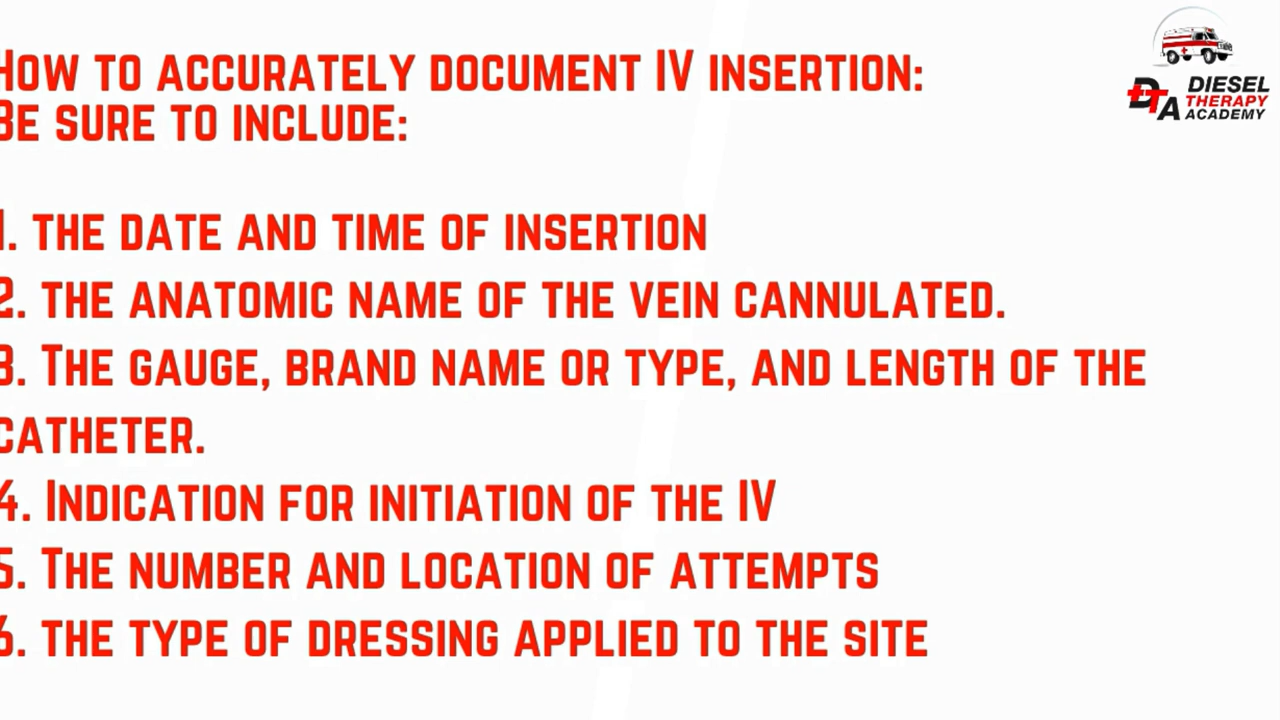 How to accurately document IV insertion:
Be sure to include:
1. the date and time of insertion
2. the anatomic name of the vein cannulated.
3. The gauge, brand name or type, and length of the
catheter.
4. Indication for initiation of the IV
5. The number and location of attempts
6. the type of dressing applied to the site
DTA
DIESEL
THERAPY
ACADEMY